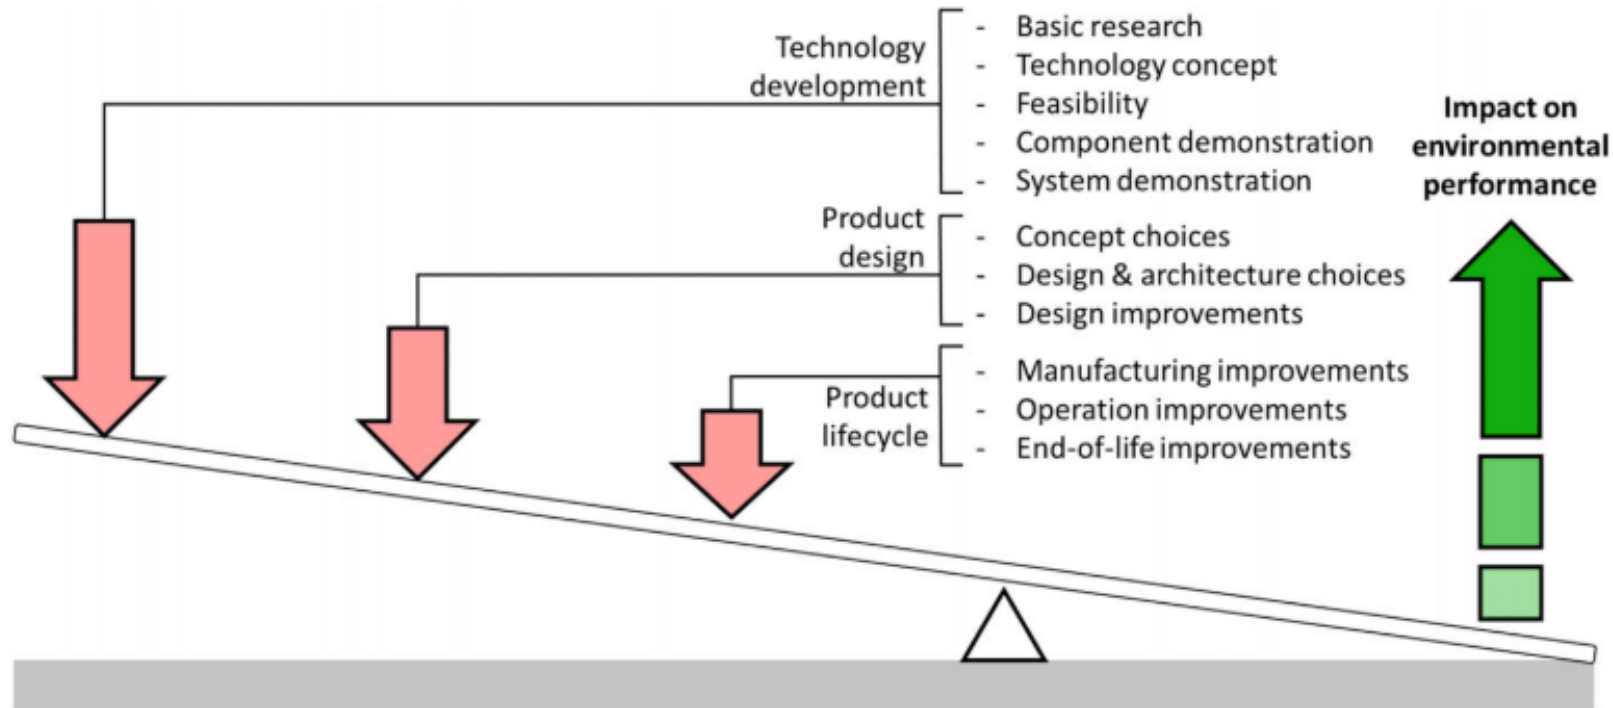 Technology
development
- Basic research
- Technology concept
- Feasibility
- Component demonstration
- System demonstration
Product
design
- Concept choices
- Design & architecture choices
- Design improvements
Product
lifecycle
- Manufacturing improvements
- Operation improvements
- End-of-life improvements
Impact on
environmental
performance